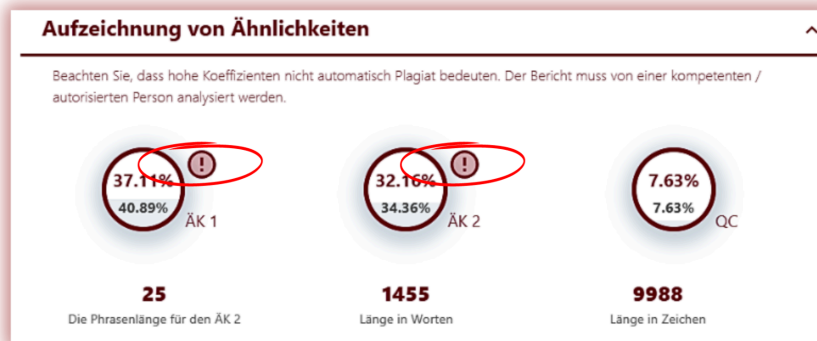 Aufzeichnung von Ähnlichkeiten
Beachten Sie, dass hohe Koeffizienten nicht automatisch Plagiat bedeuten. Der Bericht muss von einer kompetenten /
autorisierten Person analysiert werden.
37.11%
40.89%
ÄK 1
32.16%
34.36%
ÄK 2
7.63%
7.63%
QC
25
Die Phrasenlänge für den ÄK 2
1455
Länge in Worten
9988
Länge in Zeichen